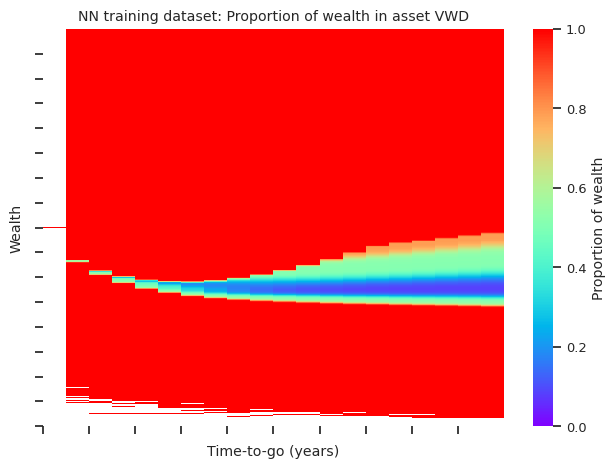 NN training dataset: Proportion of wealth in asset VWD
Wealth
Time-to-go (years)
1.0
0.8
0.6
0.4
0.2
0.0
Proportion of wealth